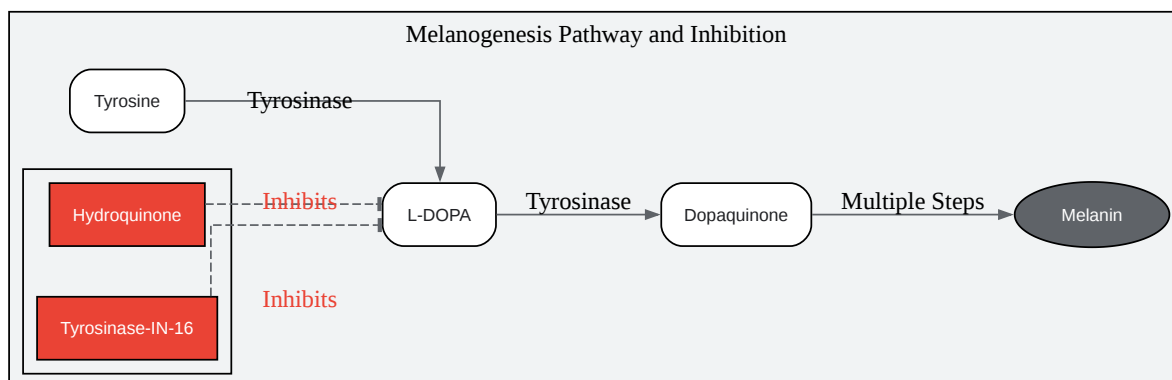 Melanogenesis Pathway and Inhibition
Tyrosine
Tyrosinase
Hydroquinone
Inhibits
L-DOPA
Tyrosinase
Dopaquinone
Multiple Steps
Melanin
Inhibits
Tyrosinase-IN-16